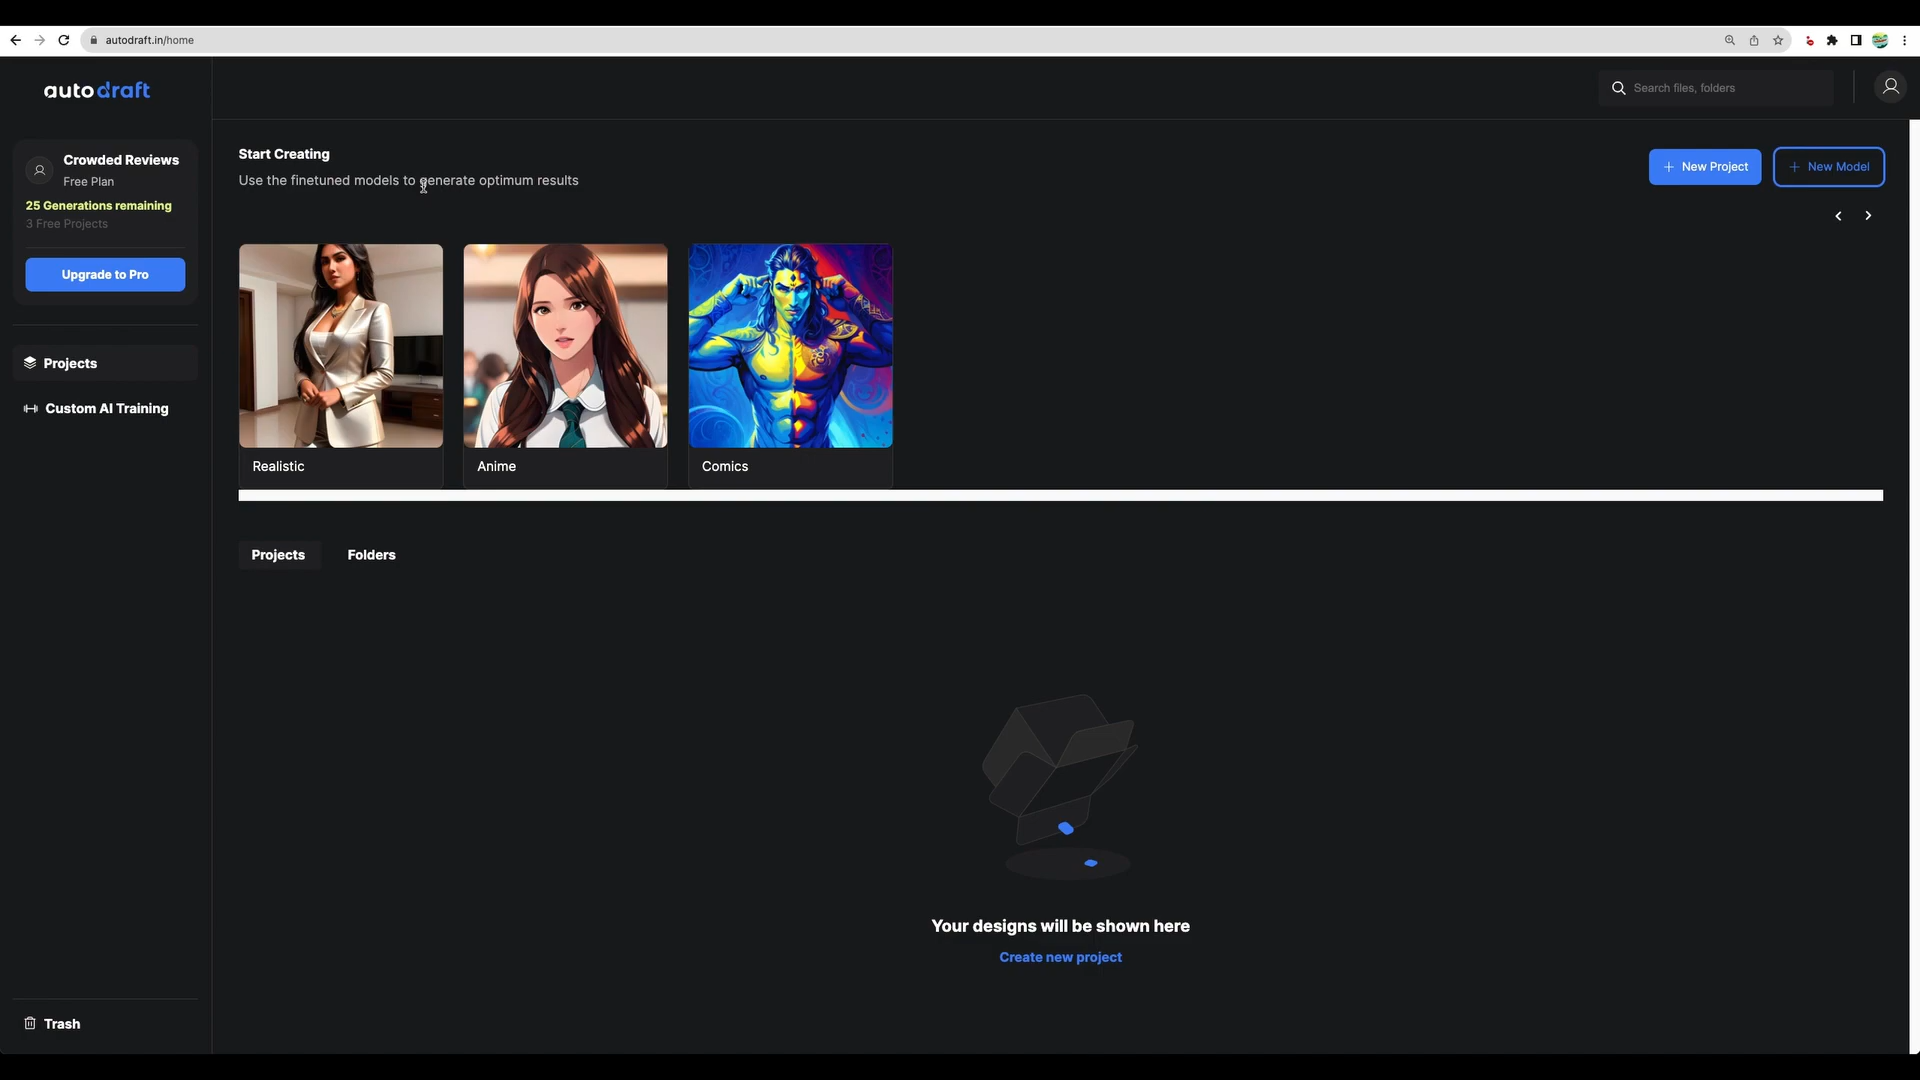 autodraft.in/home
autodraft
Search files, folders
Crowded Reviews
Free Plan
25 Generations remaining
3 Free Projects
Upgrade to Pro
Projects
Custom AI Training
Trash
Start Creating
Use the finetuned models to generate optimum results
+ New Project
+ New Model
Realistic
Anime
Comics
Projects
Folders
Your designs will be shown here
Create new project